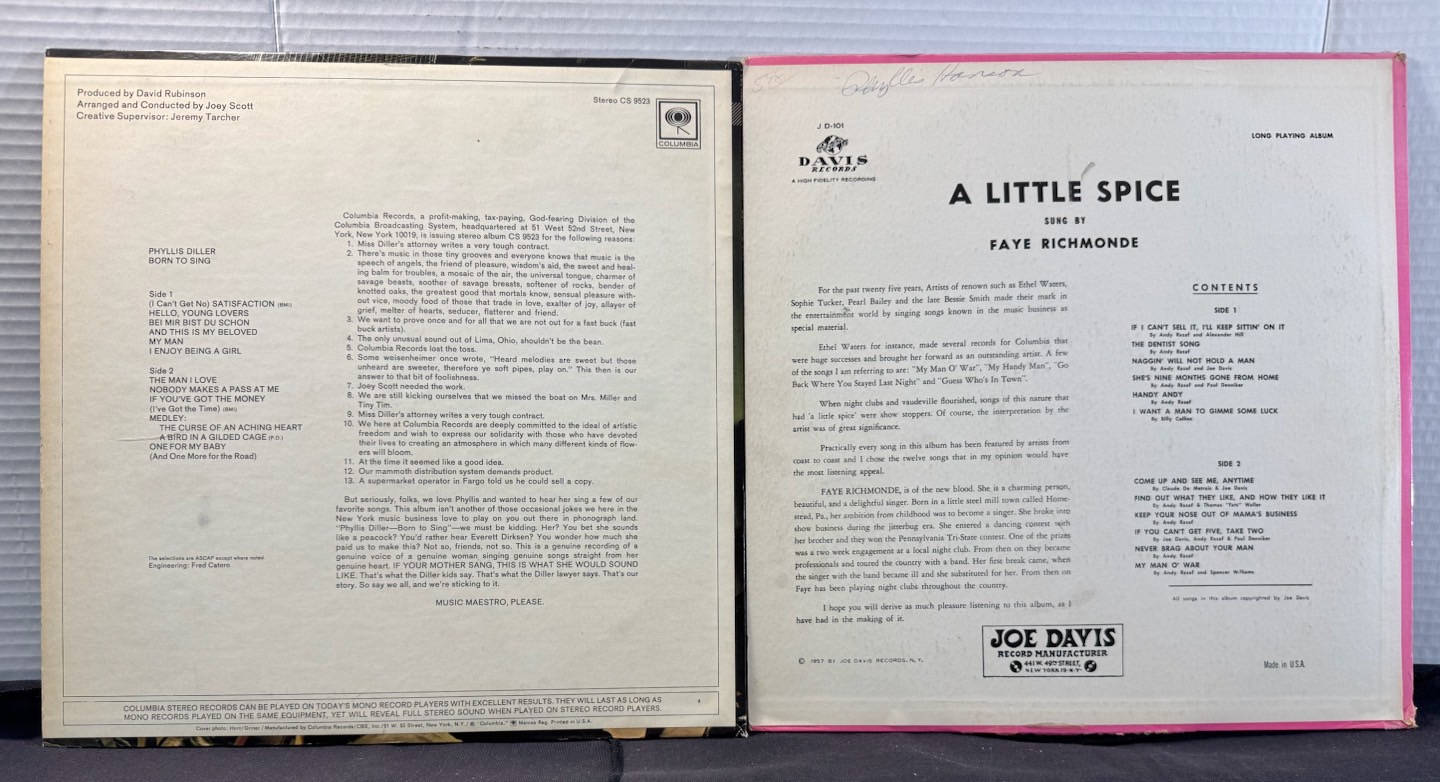 Produced by David Rubinson
Arranged and Conducted by Joey Scott
Creative Supervisor: Jeremy Tarcher
Stereo CS 9523
COLUMBIA
PHYLLIS DILLER
BORN TO SING
Side 1
(I Can't Get No) SATISFACTION (BMI)
HELLO, YOUNG LOVERS
BEI MIR BIST DU SCHON
AND THIS IS MY BELOVED
MY MAN
I ENJOY BEING A GIRL
Side 2
THE MAN I LOVE
NOBODY MAKES A PASS AT ME
IF YOU'VE GOT THE MONEY
(I've Got the Time) (BMI)
MEDLEY:
THE CURSE OF AN ACHING HEART
A BIRD IN A GILDED CAGE (P.D.)
ONE FOR MY BABY
(And One More for the Road)
The selections are ASCAP except where noted
Engineering: Fred Catero
Columbia Records, a profit-making, tax-paying, God-fearing Division of the
Columbia Broadcasting System, headquartered at 51 West 52nd Street, New
York, New York 10019, is issuing stereo album CS 9523 for the following reasons:
1. Miss Diller's attorney writes a very tough contract.
2. There's music in those tiny grooves and everyone knows that music is the
speech of angels, the friend of pleasure, wisdom's aid, the sweet and heal-
ing balm for troubles, a mosaic of the air, the universal tongue, charmer of
savage beasts, soother of savage breasts, softener of rocks, bender of
knotted oaks, the greatest good that mortals know, sensual pleasure with-
out vice, moody food of those that trade in love, exalter of joy, allayer of
grief, melter of hearts, seducer, flatterer and friend.
3. We want to prove once and for all that we are not out for a fast buck (fast
buck artists).
4. The only unusual sound out of Lima, Ohio, shouldn't be the bean.
5. Columbia Records lost the toss.
6. Some weisenheimer once wrote, "Heard melodies are sweet but those
unheard are sweeter, therefore ye soft pipes, play on." This then is our
answer to that bit of foolishness.
7. Joey Scott needed the work.
8. We are still kicking ourselves that we missed the boat on Mrs. Miller and
Tiny Tim.
9. Miss Diller's attorney writes a very tough contract.
10. We here at Columbia Records are deeply committed to the ideal of artistic
freedom and wish to express our solidarity with those who have devoted
their lives to creating an atmosphere in which many different kinds of flow-
ers will bloom.
11. At the time it seemed like a good idea.
12. Our mammoth distribution system demands product.
13. A supermarket operator in Fargo told us he could sell a copy.
But seriously, folks, we love Phyllis and wanted to hear her sing a few of our
favorite songs. This album isn't another of those occasional jokes we here in the
New York music business love to play on you out there in phonograph land.
"Phyllis Diller—Born to Sing"—we must be kidding. Her? You bet she sounds
like a peacock? You'd rather hear Everett Dirksen? You wonder how much she
paid us to make this? Not so, friends, not so. This is a genuine recording of a
genuine voice of a genuine woman singing genuine songs straight from her
genuine heart. IF YOUR MOTHER SANG, THIS IS WHAT SHE WOULD SOUND
LIKE. That's what the Diller kids say. That's what the Diller lawyer says. That's our
story. So say we all, and we're sticking to it.
MUSIC MAESTRO, PLEASE.
COLUMBIA STEREO RECORDS CAN BE PLAYED ON TODAY'S MONO RECORD PLAYERS WITH EXCELLENT RESULTS. THEY WILL LAST AS LONG AS
MONO RECORDS PLAYED ON THE SAME EQUIPMENT, YET WILL REVEAL FULL STEREO SOUND WHEN PLAYED ON STEREO RECORD PLAYERS.
Cover photo: Horn/Griner / Manufactured by Columbia Records/CBS, Inc./51 W. 52 Street, New York, N.Y./ ® "Columbia," Marcas Reg. Printed in U.S.A.
Phyllis Hanson
J D-101
DAVIS
RECORDS
A HIGH FIDELITY RECORDING
LONG PLAYING ALBUM
A LITTLE SPICE
SUNG BY
FAYE RICHMONDE
For the past twenty five years, Artists of renown such as Ethel Waters,
Sophie Tucker, Pearl Bailey and the late Bessie Smith made their mark in
the entertainment world by singing songs known in the music business as
special material.
Ethel Waters for instance, made several records for Columbia that
were huge successes and brought her forward as an outstanding artist. A few
of the songs I am referring to are: "My Man O' War", "My Handy Man", "Go
Back Where You Stayed Last Night" and "Guess Who's In Town".
When night clubs and vaudeville flourished, songs of this nature that
had 'a little spice' were show stoppers. Of course, the interpretation by the
artist was of great significance.
Practically every song in this album has been featured by artists from
coast to coast and I chose the twelve songs that in my opinion would have
the most listening appeal.
FAYE RICHMONDE, is of the new blood. She is a charming person,
beautiful, and a delightful singer. Born in a little steel mill town called Home-
stead, Pa., her ambition from childhood was to become a singer. She broke into
show business during the jitterbug era. She entered a dancing contest with
her brother and they won the Pennsylvania Tri-State contest. One of the prizes
was a two week engagement at a local night club. From then on they became
professionals and toured the country with a band. Her first break came, when
the singer with the band became ill and she substituted for her. From then on
Faye has been playing night clubs throughout the country.
I hope you will derive as much pleasure listening to this album, as I
have had in the making of it.
© 1957 BY JOE DAVIS RECORDS, N.Y.
CONTENTS
SIDE 1
IF I CAN'T SELL IT, I'LL KEEP SITTIN' ON IT
By Andy Razaf and Alexander Hill
THE DENTIST SONG
By Andy Razaf
NAGGIN' WILL NOT HOLD A MAN
By Andy Razaf and Joe Davis
SHE'S NINE MONTHS GONE FROM HOME
By Andy Razaf and Paul Denniker
HANDY ANDY
By Andy Razaf
I WANT A MAN TO GIMME SOME LUCK
By Billy Collins
SIDE 2
COME UP AND SEE ME, ANYTIME
By Claude De Metruis & Joe Davis
FIND OUT WHAT THEY LIKE, AND HOW THEY LIKE IT
By Andy Razaf & Thomas "Fats" Waller
KEEP YOUR NOSE OUT OF MAMA'S BUSINESS
By Andy Razaf
IF YOU CAN'T GET FIVE, TAKE TWO
By Joe Davis, Andy Razaf & Paul Denniker
NEVER BRAG ABOUT YOUR MAN
By Andy Razaf
MY MAN O' WAR
By Andy Razaf and Spencer Williams
All songs in this album copyrighted by Joe Davis
JOE DAVIS
RECORD MANUFACTURER
441 W. 49TH STREET,
NEW YORK 19-N-Y-
Made in U.S.A.